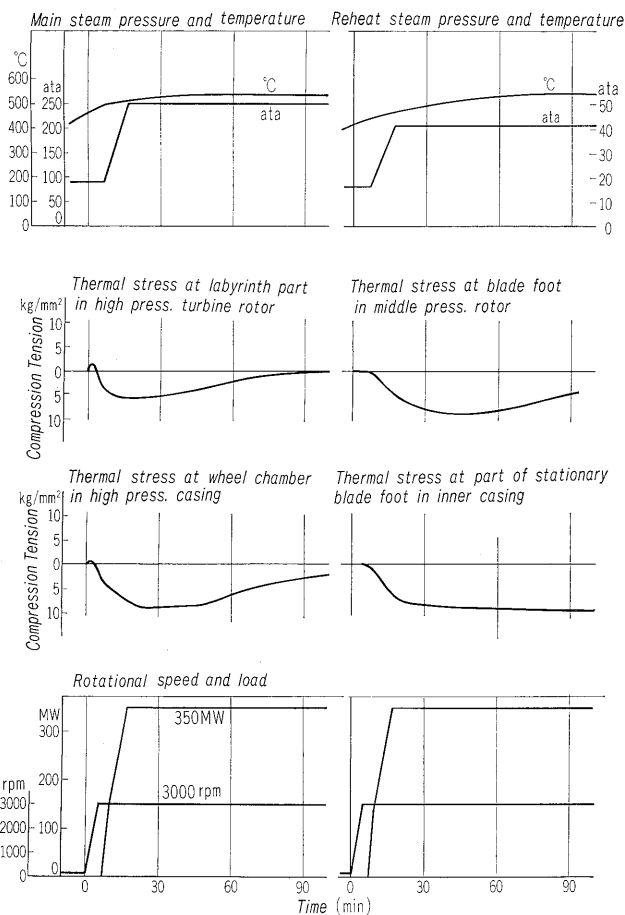 Main steam pressure and temperature
°C
ata
600
500
400
300
200
100
0
250
200
150
100
50
0
°C
ata
Reheat steam pressure and temperature
°C
ata
ata
50
40
30
20
10
0
Thermal stress at labyrinth part
in high press. turbine rotor
kg/mm²
Compression Tension
10
5
0
5
10
Thermal stress at blade foot
in middle press. rotor
Thermal stress at wheel chamber
in high press. casing
kg/mm²
Compression Tension
10
5
0
5
10
Thermal stress at part of stationary
blade foot in inner casing
Rotational speed and load
MW
300
200
100
0
rpm
3000
2000
1000
0
350MW
3000 rpm
0 30 60 90
0 30 60 90
Time (min)